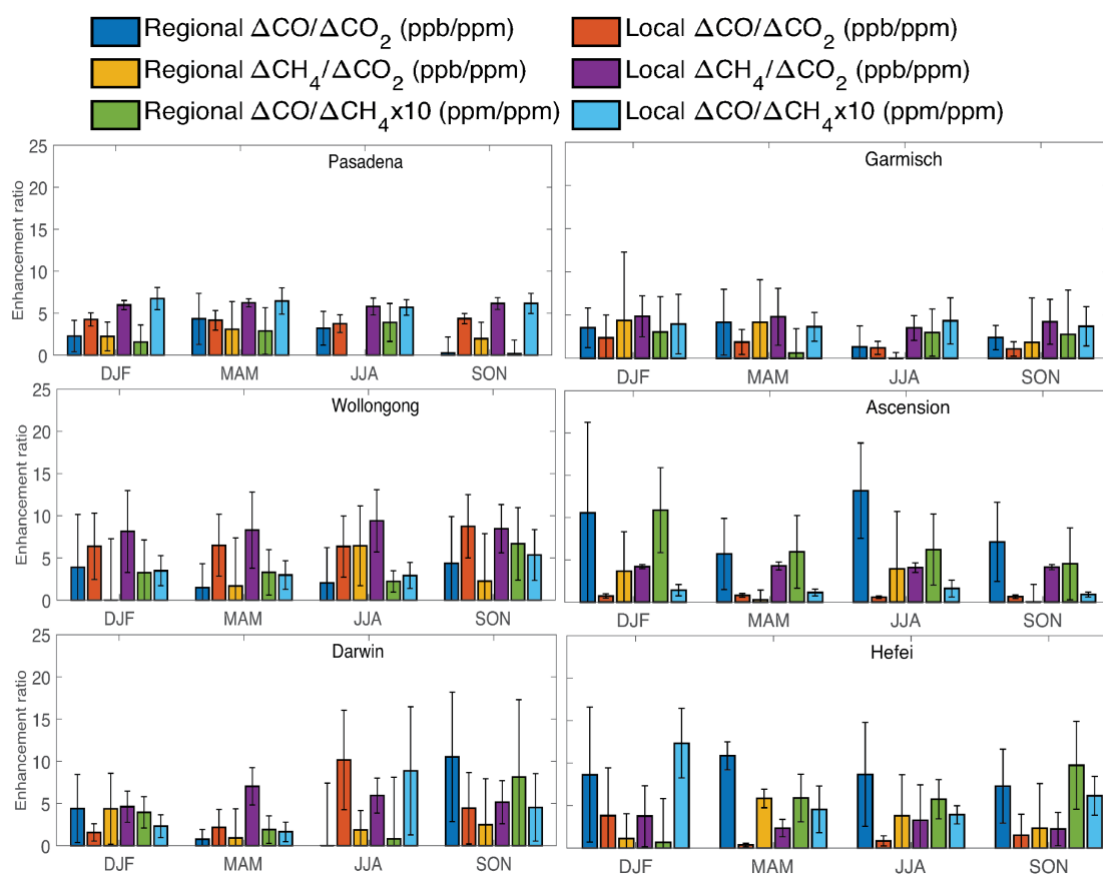 Regional ΔCO/ΔCO₂ (ppb/ppm) Local ΔCO/ΔCO₂ (ppb/ppm)
Regional ΔCH₄/ΔCO₂ (ppb/ppm) Local ΔCH₄/ΔCO₂ (ppb/ppm)
Regional ΔCO/ΔCH₄x10 (ppm/ppm) Local ΔCO/ΔCH₄x10 (ppm/ppm)
Pasadena
Enhancement ratio
25
20
15
10
5
0
DJF MAM JJA SON
Garmisch
DJF MAM JJA SON
Wollongong
Enhancement ratio
25
20
15
10
5
0
DJF MAM JJA SON
Ascension
DJF MAM JJA SON
Darwin
Enhancement ratio
25
20
15
10
5
0
DJF MAM JJA SON
Hefei
DJF MAM JJA SON